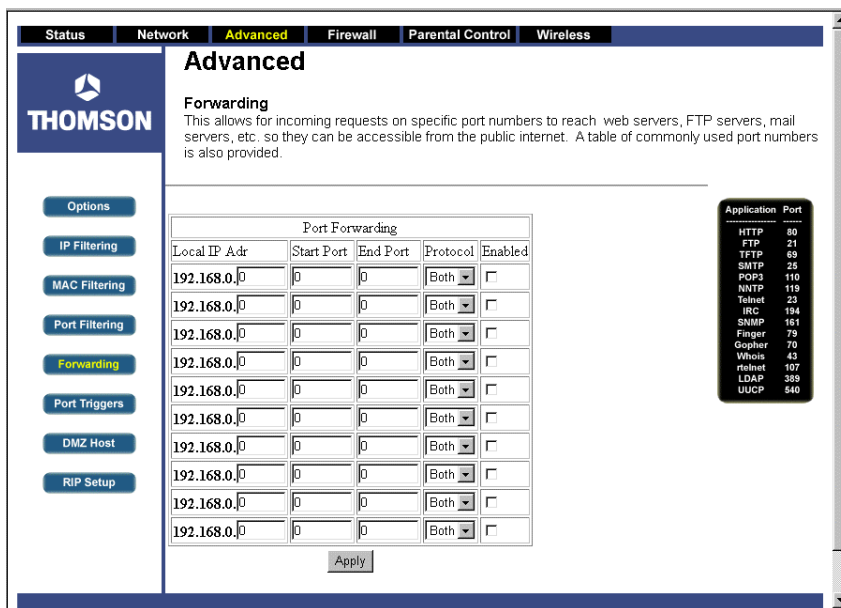 Status Network Advanced Firewall Parental Control Wireless
THOMSON
Advanced
Forwarding
This allows for incoming requests on specific port numbers to reach web servers, FTP servers, mail
servers, etc. so they can be accessible from the public internet. A table of commonly used port numbers
is also provided.
Options
IP Filtering
MAC Filtering
Port Filtering
Forwarding
Port Triggers
DMZ Host
RIP Setup
Port Forwarding
Local IP Adr Start Port End Port Protocol Enabled
192.168.0.0 0 0 Both
192.168.0.0 0 0 Both
192.168.0.0 0 0 Both
192.168.0.0 0 0 Both
192.168.0.0 0 0 Both
192.168.0.0 0 0 Both
192.168.0.0 0 0 Both
192.168.0.0 0 0 Both
192.168.0.0 0 0 Both
192.168.0.0 0 0 Both
Apply
Application Port
---------------- ------
HTTP 80
FTP 21
TFTP 69
SMTP 25
POP3 110
NNTP 119
Telnet 23
IRC 194
SNMP 161
Finger 79
Gopher 70
Whois 43
rtelnet 107
LDAP 389
UUCP 540